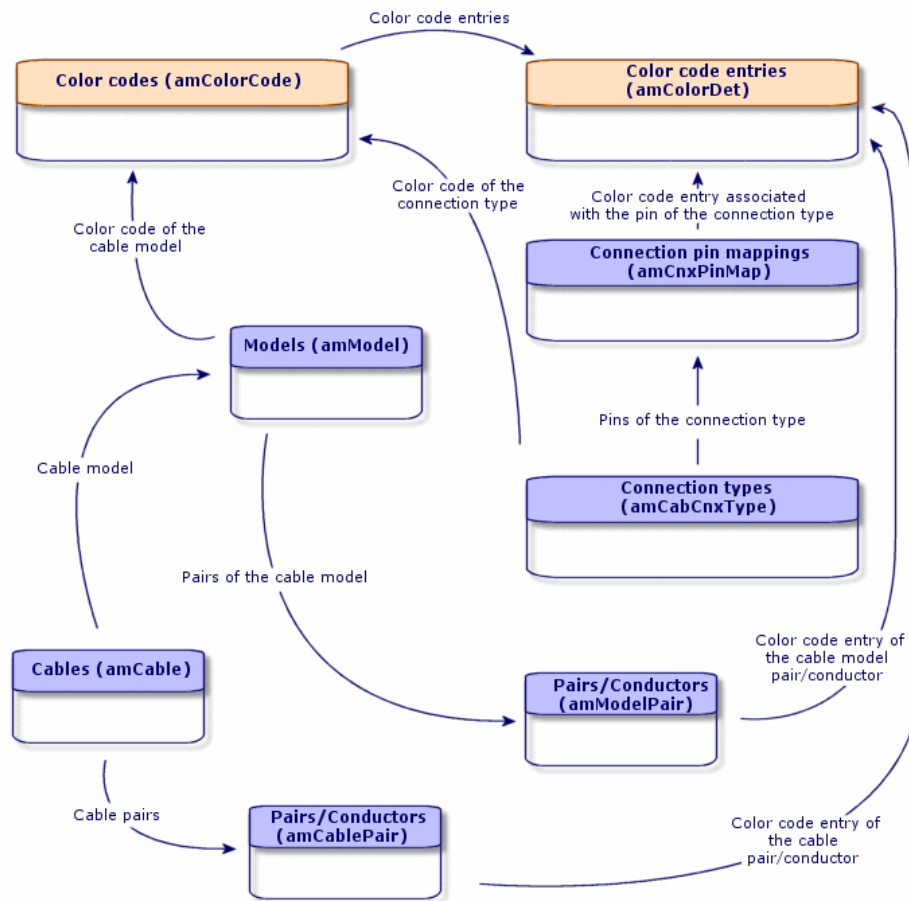 Color code entries
Color codes (amColorCode)
Color code entries
(amColorDet)
Color code of the
connection type
Color code entry associated
with the pin of the connection type
Color code of the
cable model
Connection pin mappings
(amCnxPinMap)
Models (amModel)
Pins of the connection type
Cable model
Connection types
(amCabCnxType)
Pairs of the cable model
Color code entry of
the cable model
pair/conductor
Cables (amCable)
Pairs/Conductors
(amModelPair)
Cable pairs
Pairs/Conductors
(amCablePair)
Color code entry of
the cable
pair/conductor